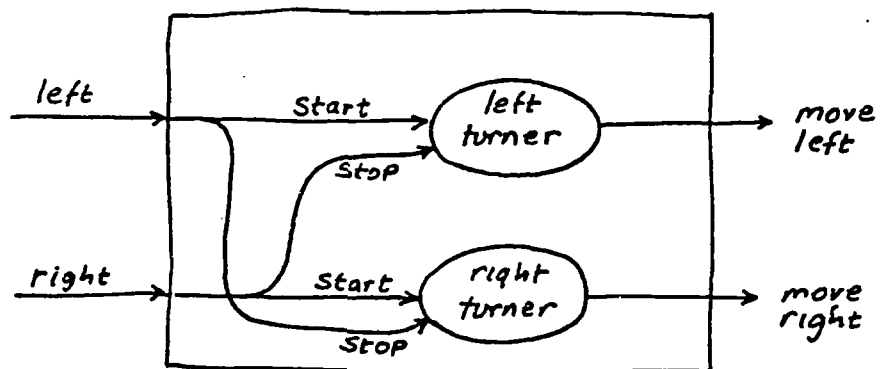 left
Start
left
turner
move
left
Stop
right
Start
right
turner
move
right
Stop